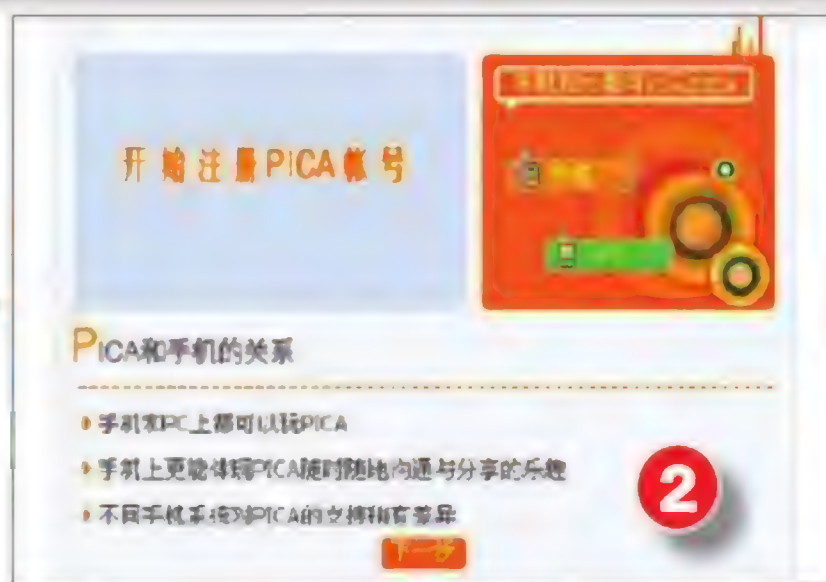 开始注册PICA帐号
PICA和手机的关系
手机和PC上都可以玩PICA
手机上更能体现PICA随时随地沟通与分享的乐趣
不同手机系统对PICA的支持稍有差异
下一步
2